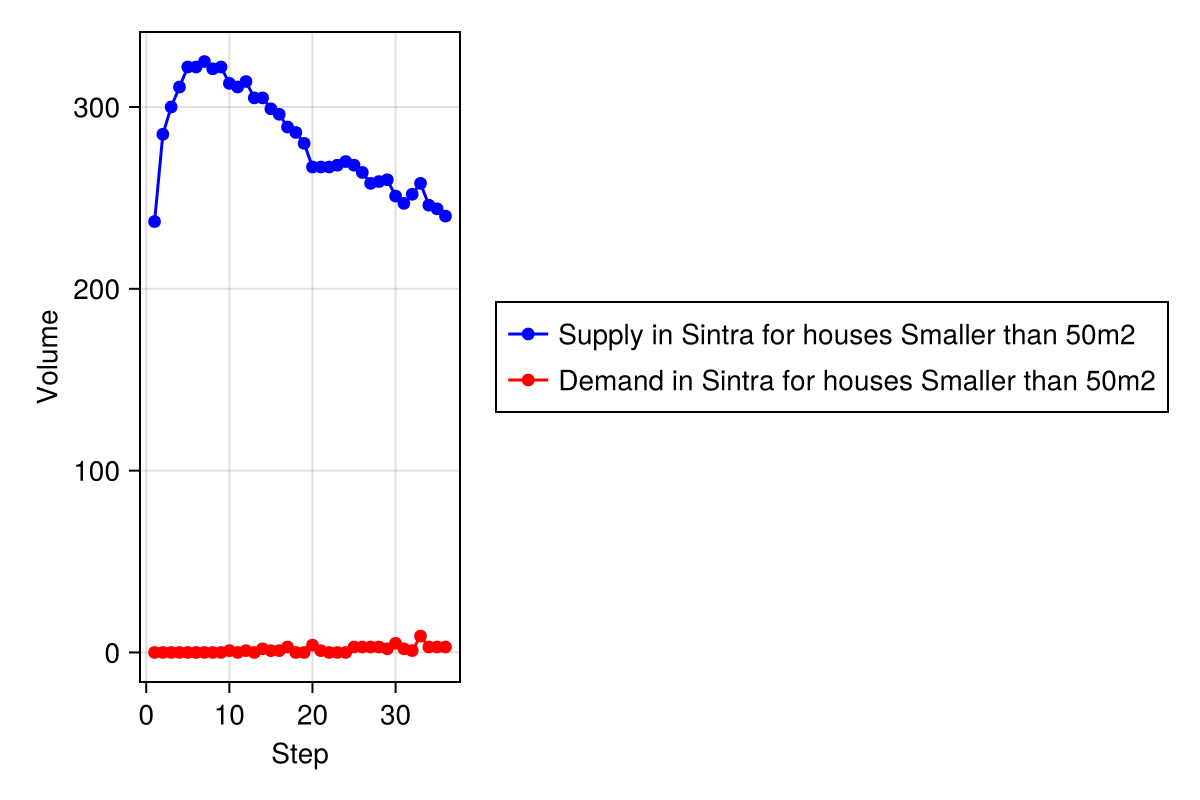 300
200
100
0
Volume
0 10 20 30
Step
Supply in Sintra for houses Smaller than 50m2
Demand in Sintra for houses Smaller than 50m2